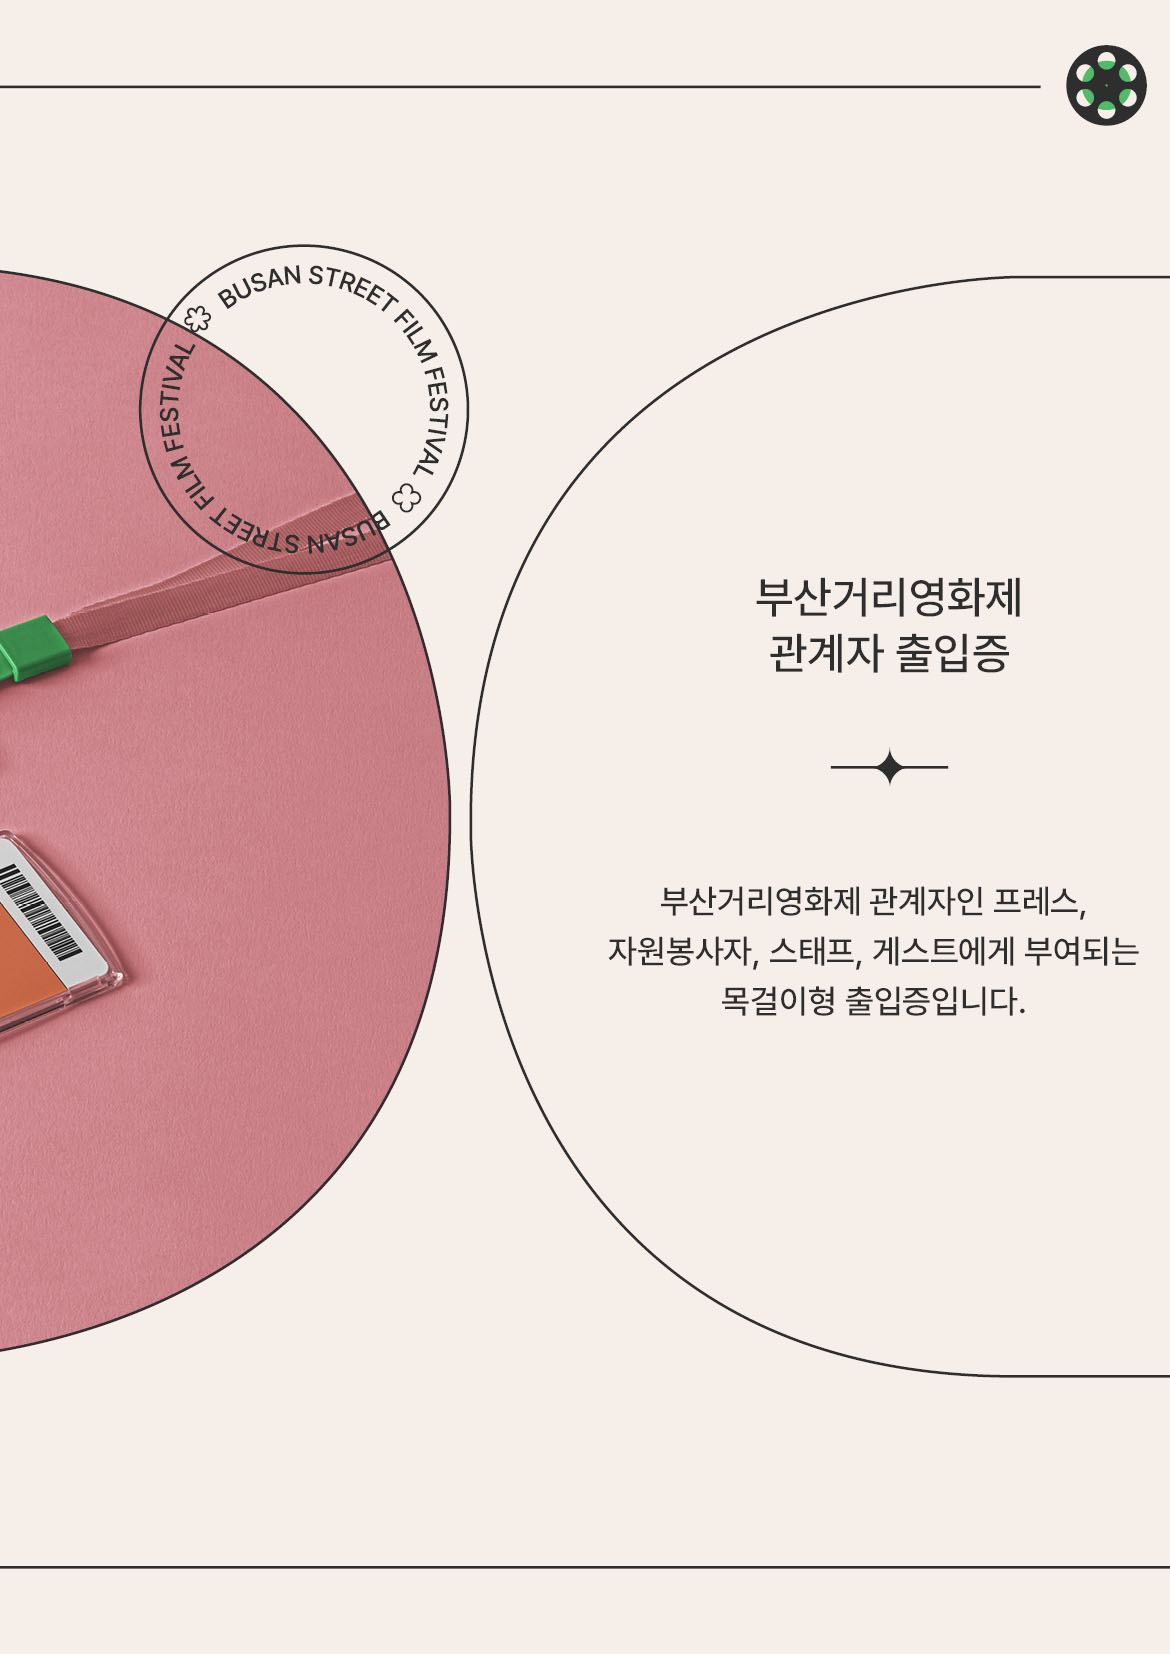 BUSAN STREET FILM FESTIVAL
BUSAN STREET FILM FESTIVAL
부산거리영화제
관계자 출입증
부산거리영화제 관계자인 프레스,
자원봉사자, 스태프, 게스트에게 부여되는
목걸이형 출입증입니다.